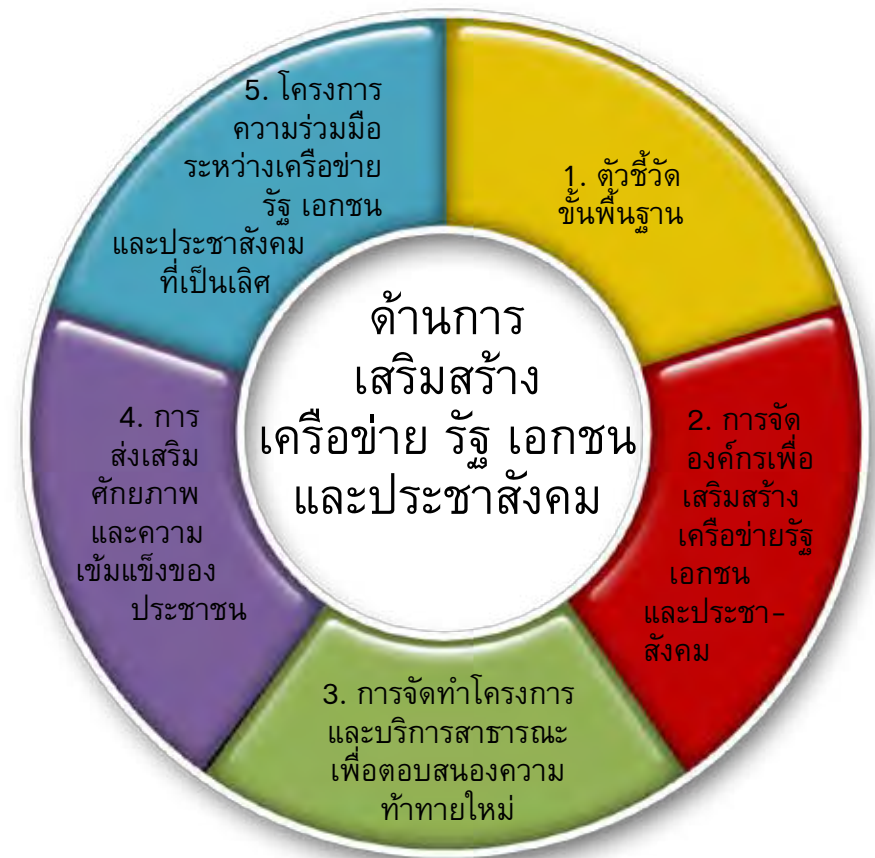 ด้านการ
เสริมสร้าง
เครือข่าย รัฐ เอกชน
และประชาสังคม
1. ตัวชี้วัด
ขั้นพื้นฐาน
2. การจัด
องค์กรเพื่อ
เสริมสร้าง
เครือข่ายรัฐ
เอกชน
และประชา-
สังคม
3. การจัดทำโครงการ
และบริการสาธารณะ
เพื่อตอบสนองความ
ท้าทายใหม่
4. การ
ส่งเสริม
ศักยภาพ
และความ
เข้มแข็งของ
ประชาชน
5. โครงการ
ความร่วมมือ
ระหว่างเครือข่าย
รัฐ เอกชน
และประชาสังคม
ที่เป็นเลิศ